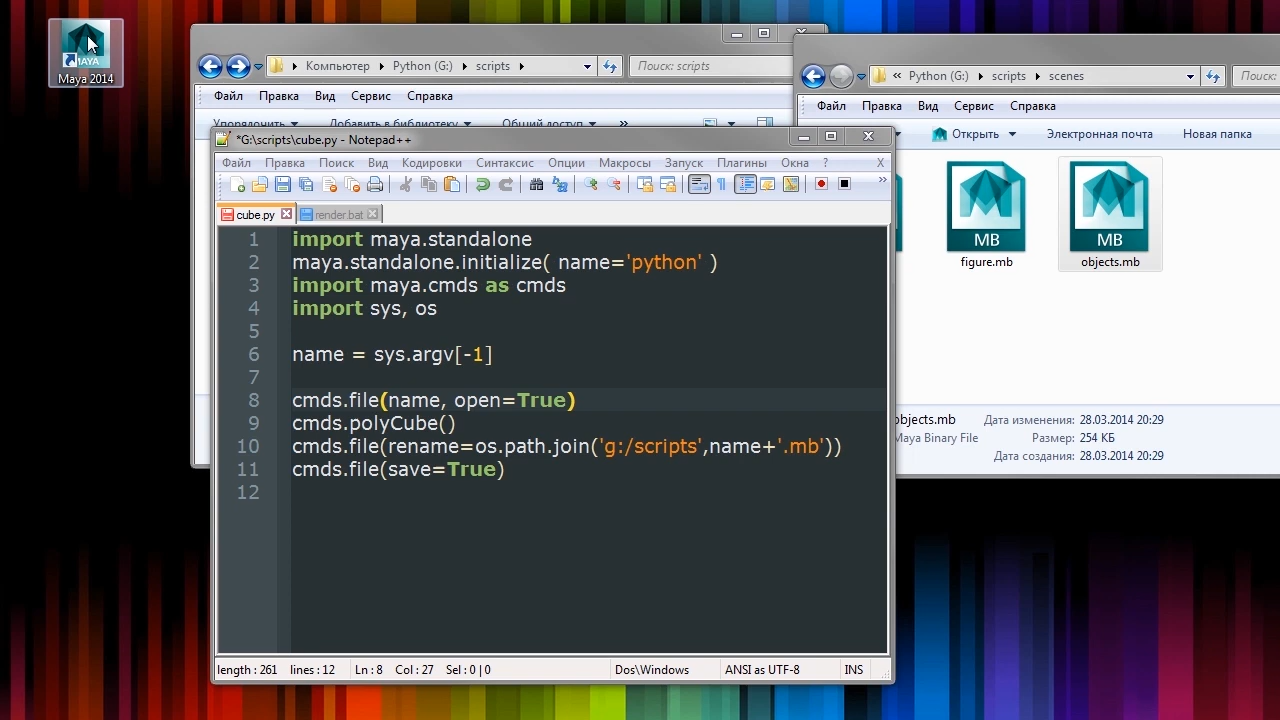 MAYA
Maya 2014
Компьютер
Python (G:)
scripts
Поиск: scripts
Файл Правка Вид Сервис Справка
Упорядочить Добавить в библиотеку Общий доступ »
« Python (G:) scripts scenes
Поиск:
Файл Правка Вид Сервис Справка
Открыть Электронная почта Новая папка
MB
figure.mb
MB
objects.mb
objects.mb Дата изменения: 28.03.2014 20:29
Maya Binary File Размер: 254 КБ
Дата создания: 28.03.2014 20:29
*G:\scripts\cube.py - Notepad++
Файл Правка Поиск Вид Кодировки Синтаксис Опции Макросы Запуск Плагины Окна ? X
cube.py render.bat
1 import maya.standalone
2 maya.standalone.initialize( name='python' )
3 import maya.cmds as cmds
4 import sys, os
5
6 name = sys.argv[-1]
7
8 cmds.file(name, open=True)
9 cmds.polyCube()
10 cmds.file(rename=os.path.join('g:/scripts',name+'.mb'))
11 cmds.file(save=True)
12
length : 261 lines : 12 Ln : 8 Col : 27 Sel : 0 | 0 Dos\Windows ANSI as UTF-8 INS